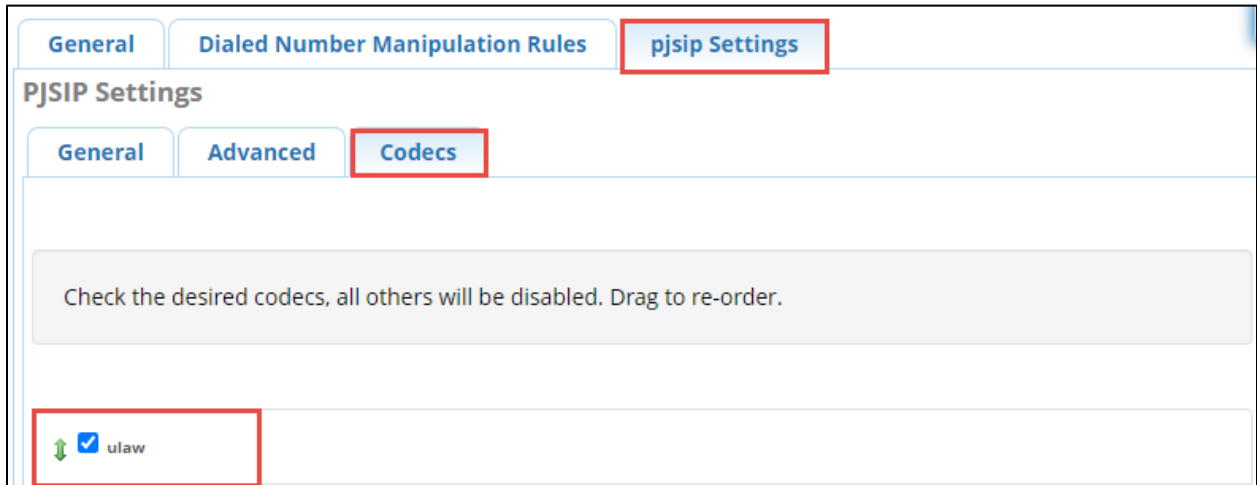 General Dialed Number Manipulation Rules pjsip Settings
PJSIP Settings
General Advanced Codecs
Check the desired codecs, all others will be disabled. Drag to re-order.
ulaw